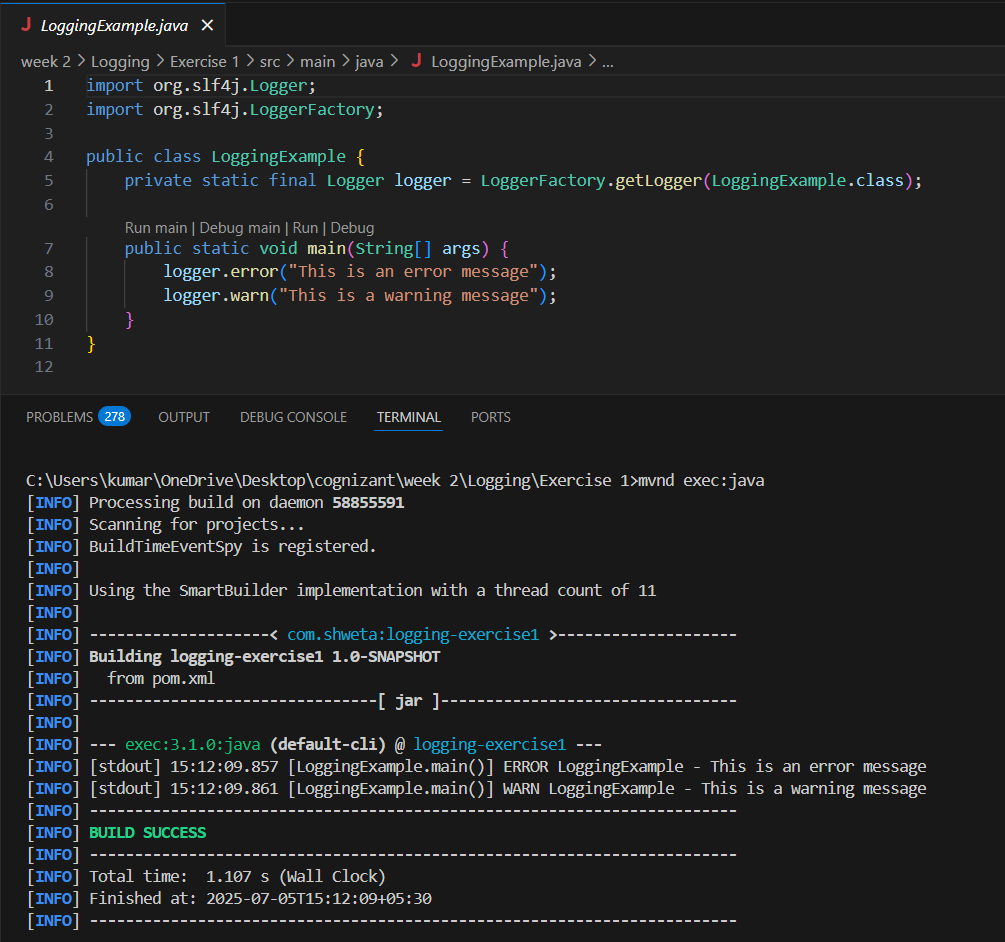 J LoggingExample.java ×
week 2 > Logging > Exercise 1 > src > main > java > J LoggingExample.java > ...
1 import org.slf4j.Logger;
2 import org.slf4j.LoggerFactory;
3
4 public class LoggingExample {
5     private static final Logger logger = LoggerFactory.getLogger(LoggingExample.class);
6
Run main | Debug main | Run | Debug
7     public static void main(String[] args) {
8         logger.error("This is an error message");
9         logger.warn("This is a warning message");
10     }
11 }
12
PROBLEMS 278 OUTPUT DEBUG CONSOLE TERMINAL PORTS
C:\Users\kumar\OneDrive\Desktop\cognizant\week 2\Logging\Exercise 1>mvnd exec:java
[INFO] Processing build on daemon 58855591
[INFO] Scanning for projects...
[INFO] BuildTimeEventSpy is registered.
[INFO]
[INFO] Using the SmartBuilder implementation with a thread count of 11
[INFO]
[INFO] --------------------< com.shweta:logging-exercise1 >--------------------
[INFO] Building logging-exercise1 1.0-SNAPSHOT
[INFO]   from pom.xml
[INFO] --------------------------------[ jar ]---------------------------------
[INFO]
[INFO] --- exec:3.1.0:java (default-cli) @ logging-exercise1 ---
[INFO] [stdout] 15:12:09.857 [LoggingExample.main()] ERROR LoggingExample - This is an error message
[INFO] [stdout] 15:12:09.861 [LoggingExample.main()] WARN LoggingExample - This is a warning message
[INFO] ------------------------------------------------------------------------
[INFO] BUILD SUCCESS
[INFO] ------------------------------------------------------------------------
[INFO] Total time:  1.107 s (Wall Clock)
[INFO] Finished at: 2025-07-05T15:12:09+05:30
[INFO] ------------------------------------------------------------------------